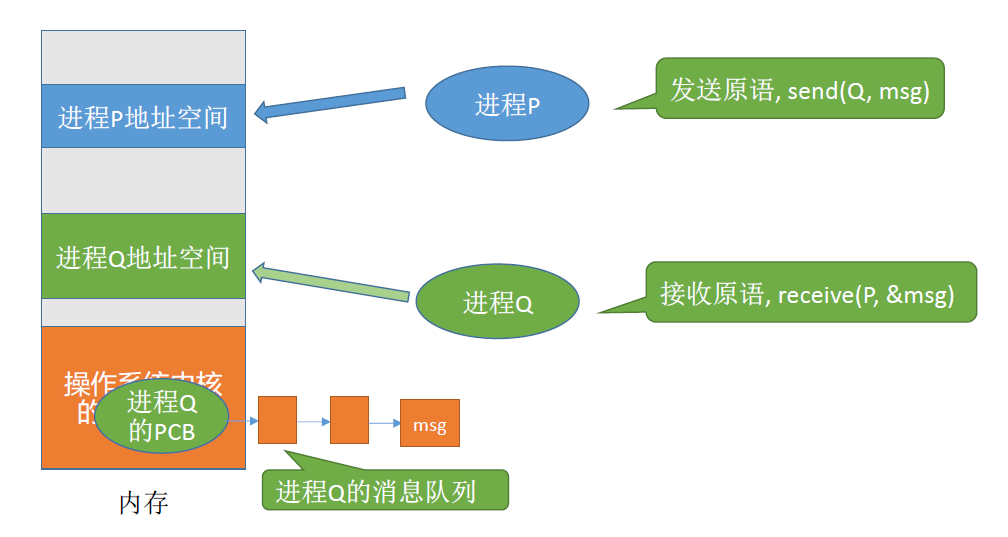 进程P地址空间
进程P
发送原语, send(Q, msg)
进程Q地址空间
进程Q
接收原语, receive(P, &msg)
操作系统内核
的
进程Q
的PCB
msg
进程Q的消息队列
内存